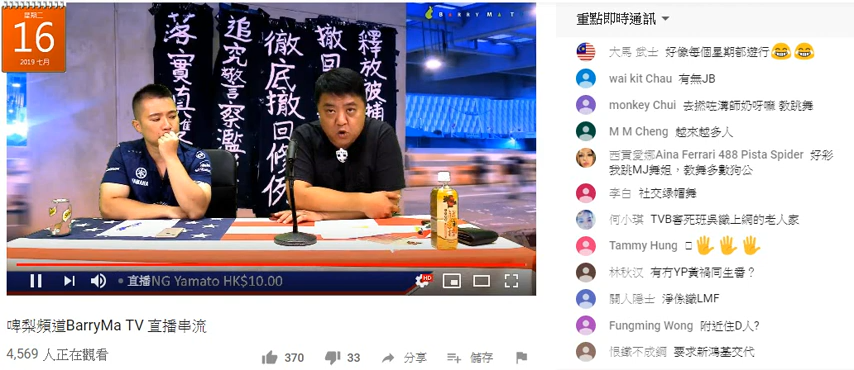 星期二
16
2019 七月
BARRYMA T
落實真
追究警察濫
徹底撤回修例
撤回
釋放被捕
YAMAHA
直播NG Yamato HK$10.00
啤梨頻道BarryMa TV 直播串流
4,569 人正在觀看
370
33
分享
儲存
重點即時通訊
大馬 武士 好像每個星期都遊行😂😂
wai kit Chau 有無JB
monkey Chui 去撚咗溝師奶呀嘛 教跳舞
M M Cheng 越來越多人
西貢愛娜Aina Ferrari 488 Pista Spider 好彩
我跳MJ舞姐，教舞多數狗公
李白 社交綠帽舞
何小琪 TVB害死班吳識上網的老人家
Tammy Hung 🖐🖐🖐
林秋汉 有冇YP黃禍同生番？
關人隱士 淨係識LMF
Fungming Wong 附近住D人?
恨鐵不成鋼 要求新鴻基交代